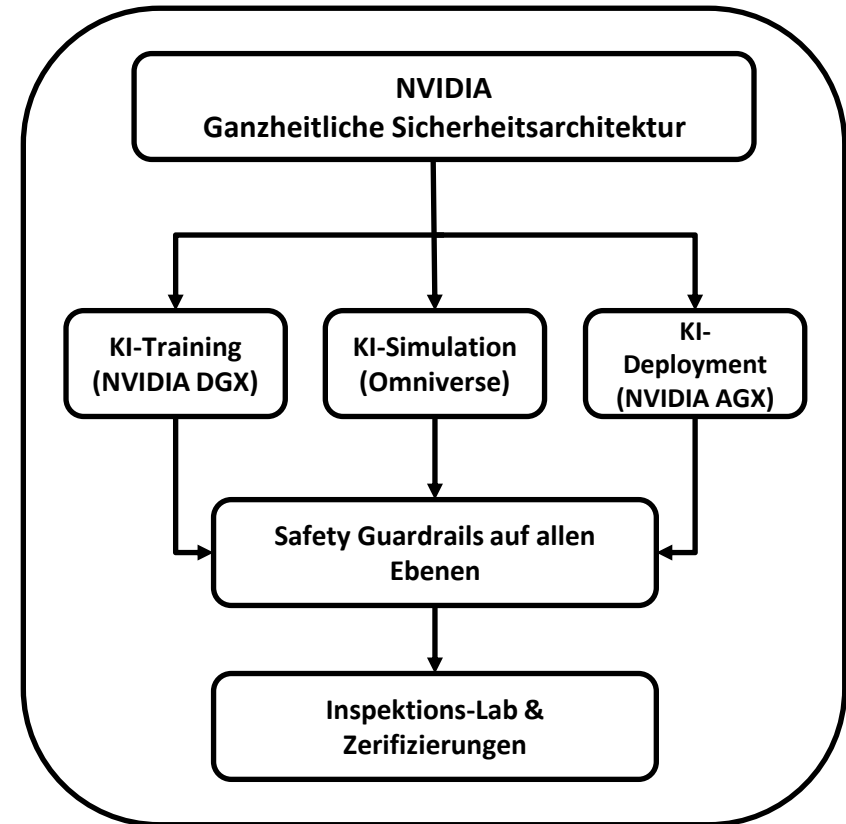 NVIDIA
Ganzheitliche Sicherheitsarchitektur
KI-Training
(NVIDIA DGX)
KI-Simulation
(Omniverse)
KI-
Deployment
(NVIDIA AGX)
Safety Guardrails auf allen
Ebenen
Inspektions-Lab &
Zerifizierungen